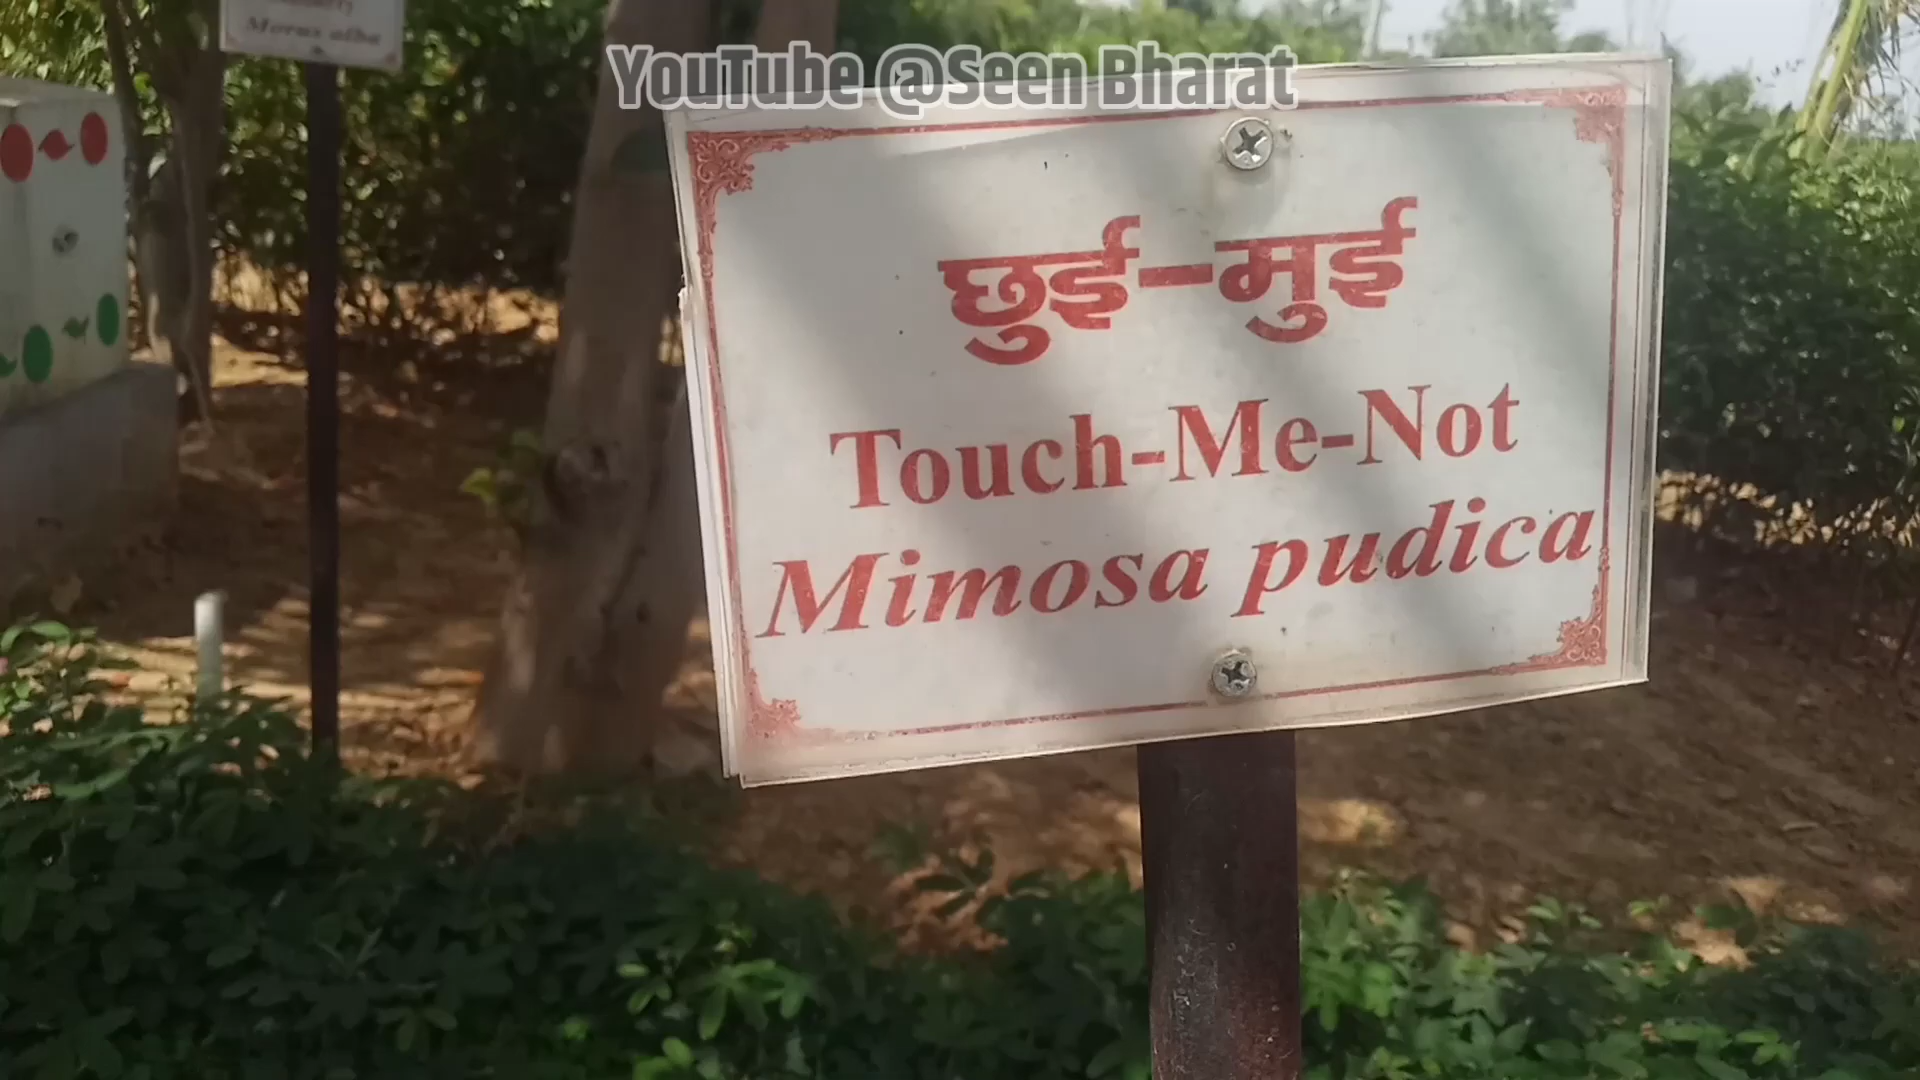 Morus alba
YouTube @Seen Bharat
छुई-मुई
Touch-Me-Not
Mimosa pudica